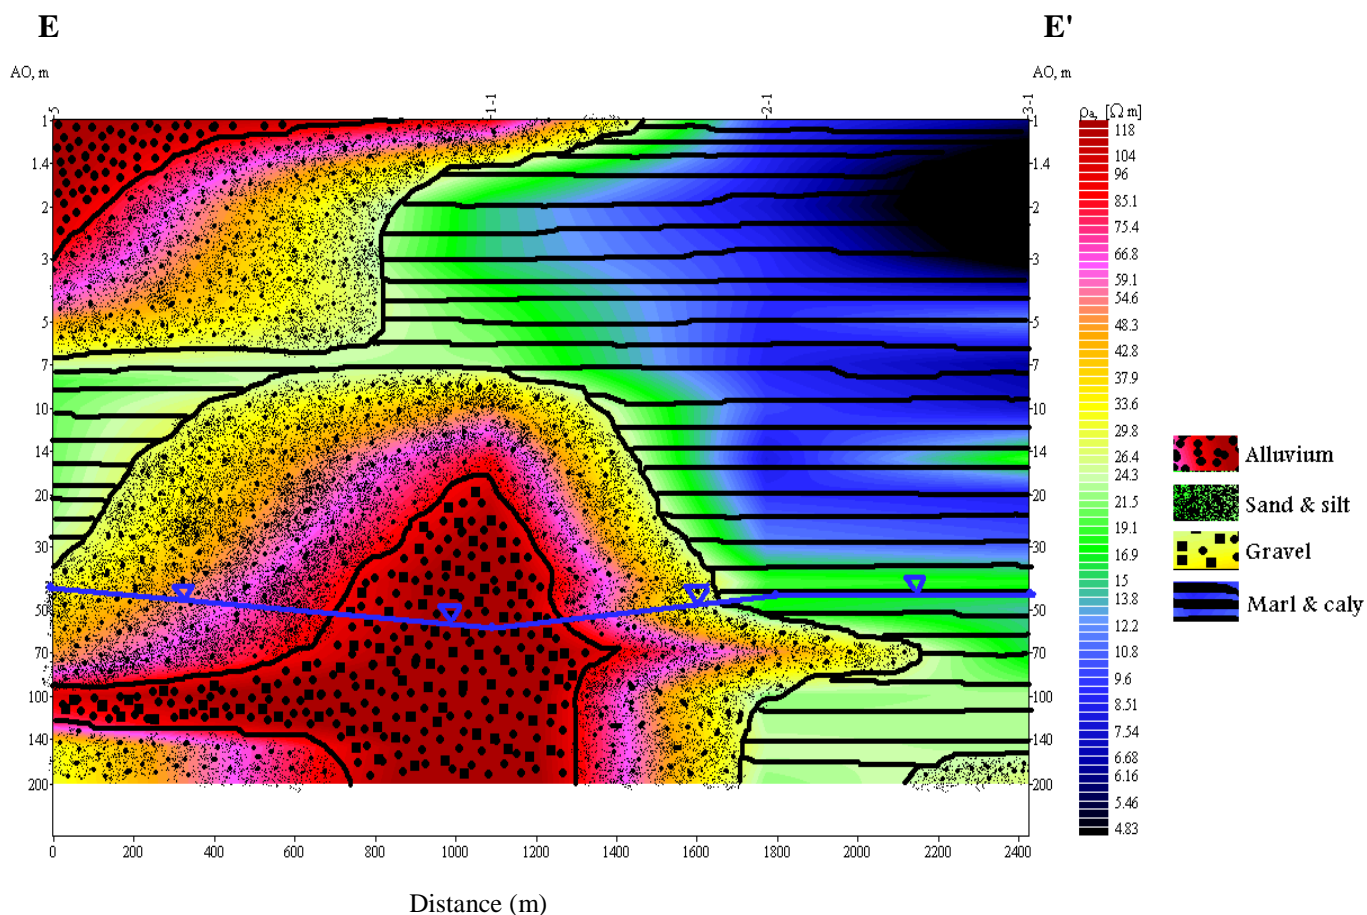 E E'
AO, m AO, m
5 1-1 2-1 3-1
ρa, [Ω m]
1 1 118
104
1.4 1.4 96
85.1
2 2 75.4
66.8
3 3 59.1
54.6
5 5 48.3
42.8
7 7 37.9
33.6
10 10 29.8
26.4
14 14 24.3
Alluvium
20 20 21.5
Sand & silt
19.1
30 30 16.9
Gravel
15
50 50 13.8
Marl & caly
12.2
70 70 10.8
9.6
100 100 8.51
7.54
140 140 6.68
6.16
200 200 5.46
4.83
0 200 400 600 800 1000 1200 1400 1600 1800 2000 2200 2400
Distance (m)